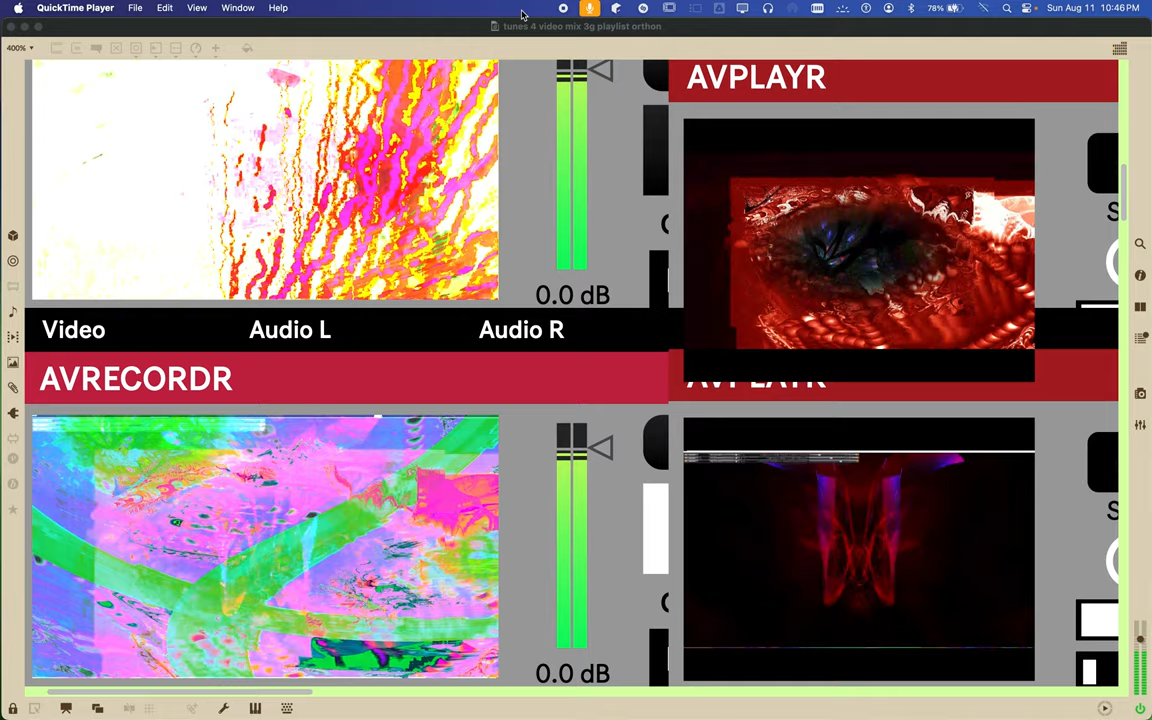 QuickTime Player File Edit View Window Help 78% Sun Aug 11 10:46 PM
tunes 4 video mix 3g playlist orthon
400%
AVPLAYR
S
0.0 dB
Video Audio L Audio R
AVRECORDR
AVPLAYR
S
0.0 dB